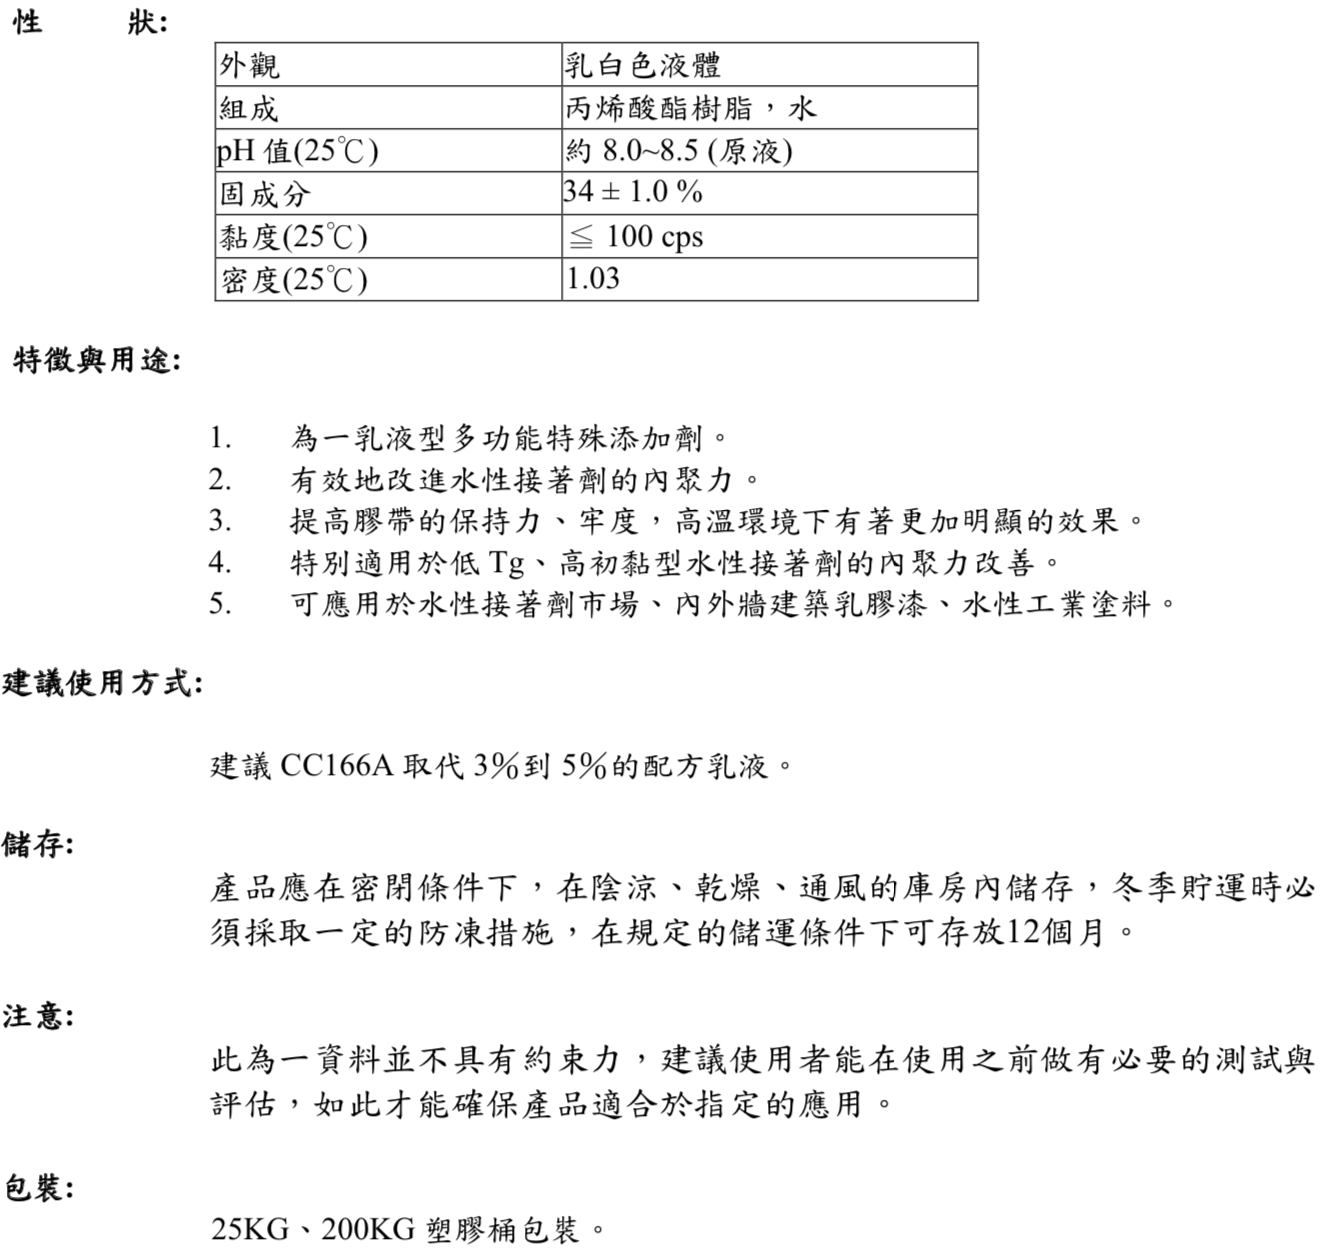 性 狀:
外觀 乳白色液體
組成 丙烯酸酯樹脂，水
pH 值(25℃) 約 8.0~8.5 (原液)
固成分 34 ± 1.0 %
黏度(25℃) ≦ 100 cps
密度(25℃) 1.03
特徵與用途:
1. 為一乳液型多功能特殊添加劑。
2. 有效地改進水性接著劑的內聚力。
3. 提高膠帶的保持力、牢度，高溫環境下有著更加明顯的效果。
4. 特別適用於低 Tg、高初黏型水性接著劑的內聚力改善。
5. 可應用於水性接著劑市場、內外牆建築乳膠漆、水性工業塗料。
建議使用方式:
建議 CC166A 取代 3%到 5%的配方乳液。
儲存:
產品應在密閉條件下，在陰涼、乾燥、通風的庫房內儲存，冬季貯運時必
須採取一定的防凍措施，在規定的儲運條件下可存放12個月。
注意:
此為一資料並不具有約束力，建議使用者能在使用之前做有必要的測試與
評估，如此才能確保產品適合於指定的應用。
包裝:
25KG、200KG 塑膠桶包裝。